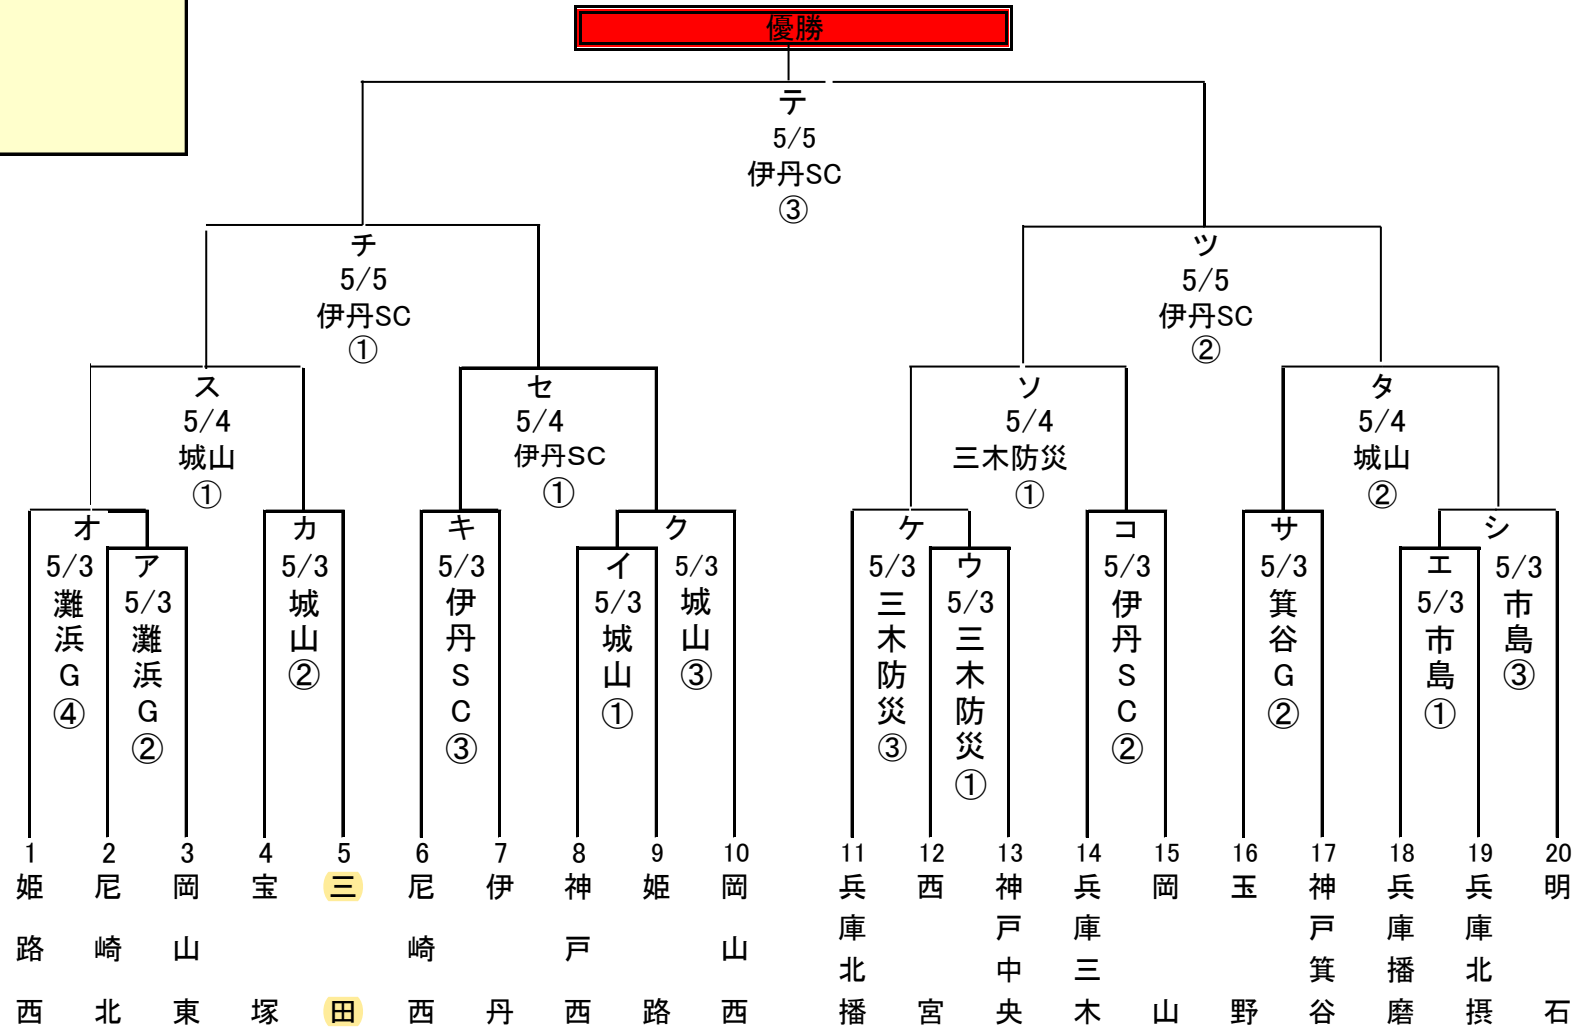 優勝
テ
5/5
伊丹SC
③
チ
5/5
伊丹SC
①
ツ
5/5
伊丹SC
②
ス
5/4
城山
①
セ
5/4
伊丹SC
①
ソ
5/4
三木防災
①
タ
5/4
城山
②
オ
5/3
灘浜G
④
ア
5/3
灘浜G
②
カ
5/3
城山
②
キ
5/3
伊丹SC
③
イ
5/3
城山
①
ク
5/3
城山
③
ケ
5/3
三木防災
③
ウ
5/3
三木防災
①
コ
5/3
伊丹SC
②
サ
5/3
箕谷G
②
エ
5/3
市島
①
シ
5/3
市島
③
1 姫路西
2 尼崎北
3 岡山東
4 宝塚
5 三田
6 尼崎西
7 伊丹
8 神戸西
9 姫路
10 岡山西
11 兵庫北播
12 西宮
13 神戸中央
14 兵庫三木
15 岡山
16 玉野
17 神戸箕谷
18 兵庫播磨
19 兵庫北摂
20 明石